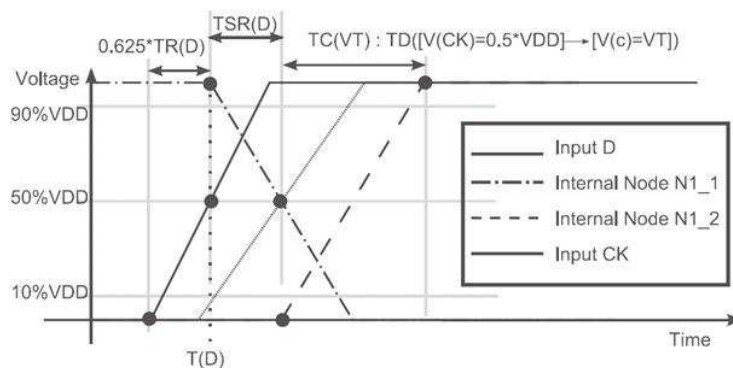 TSR(D)
0.625*TR(D)
TC(VT) : TD([V(CK)=0.5*VDD]→[V(c)=VT])
Voltage
90%VDD
50%VDD
10%VDD
Input D
Internal Node N1_1
Internal Node N1_2
Input CK
T(D)
Time